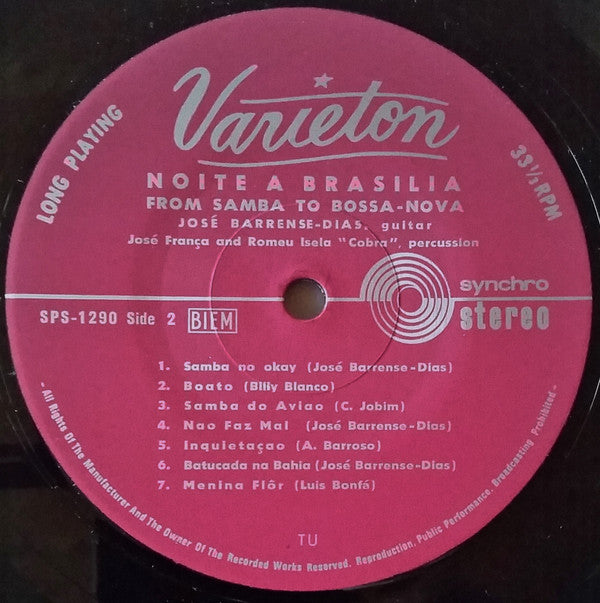 Varieton
LONG PLAYING
33 1/3 RPM
NOITE A BRASILIA
FROM SAMBA TO BOSSA-NOVA
JOSÉ BARRENSE-DIAS, guitar
José França and Romeu Isela "Cobra", percussion
synchro
stereo
SPS-1290 Side 2 BIEM
1. Samba no okay (José Barrense-Dias)
2. Boato (Billy Blanco)
3. Samba do Aviao (C. Jobim)
4. Nao Faz Mal (José Barrense-Dias)
5. Inquietaçao (A. Barroso)
6. Batucada na Bahia (José Barrense-Dias)
7. Menina Flôr (Luis Bonfá)
TU
- All Rights Of The Manufacturer And The Owner Of The Recorded Works Reserved. Reproduction, Public Performance, Broadcasting Prohibited -